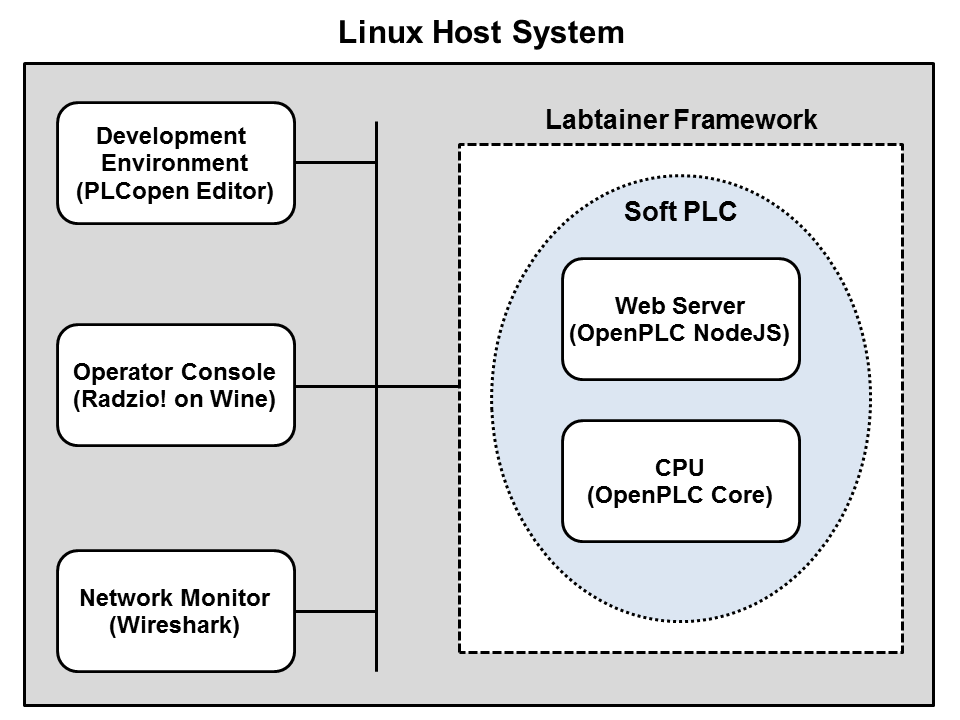 Linux Host System
Development
Environment
(PLCopen Editor)
Operator Console
(Radzio! on Wine)
Network Monitor
(Wireshark)
Labtainer Framework
Soft PLC
Web Server
(OpenPLC NodeJS)
CPU
(OpenPLC Core)